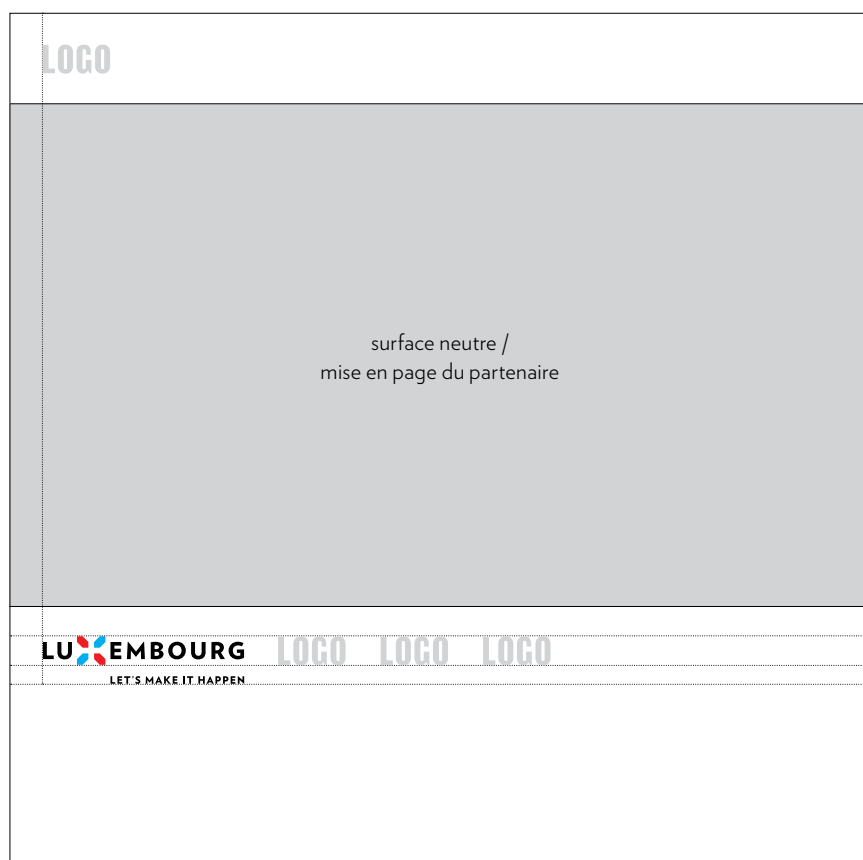 LOGO
surface neutre /
mise en page du partenaire
LUXEMBOURG LOGO LOGO LOGO
LET'S MAKE IT HAPPEN